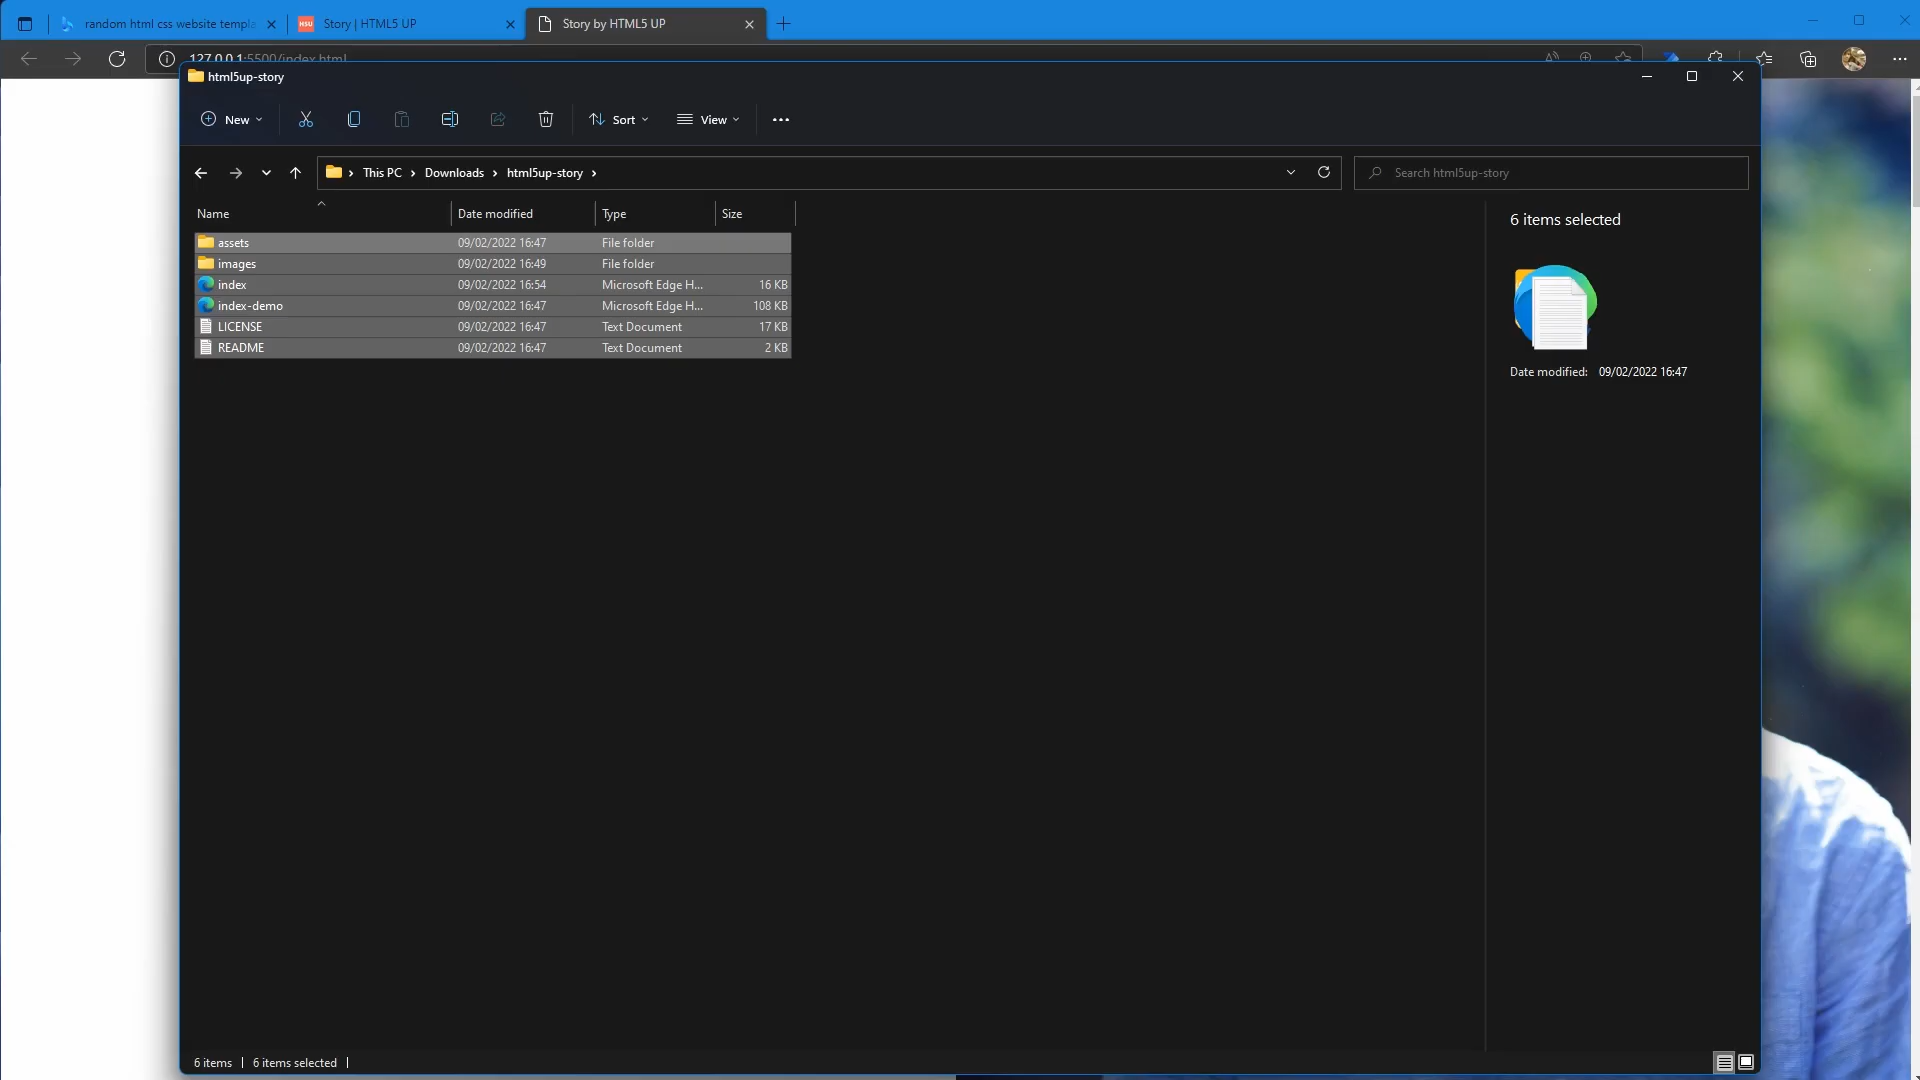 random html css website templa
Story | HTML5 UP
Story by HTML5 UP
127.0.0.1:5500/index.html
html5up-story
New
Sort
View
This PC
Downloads
html5up-story
Search html5up-story
Name
Date modified
Type
Size
assets 09/02/2022 16:47 File folder
images 09/02/2022 16:49 File folder
index 09/02/2022 16:54 Microsoft Edge H... 16 KB
index-demo 09/02/2022 16:47 Microsoft Edge H... 108 KB
LICENSE 09/02/2022 16:47 Text Document 17 KB
README 09/02/2022 16:47 Text Document 2 KB
6 items selected
Date modified: 09/02/2022 16:47
6 items
6 items selected